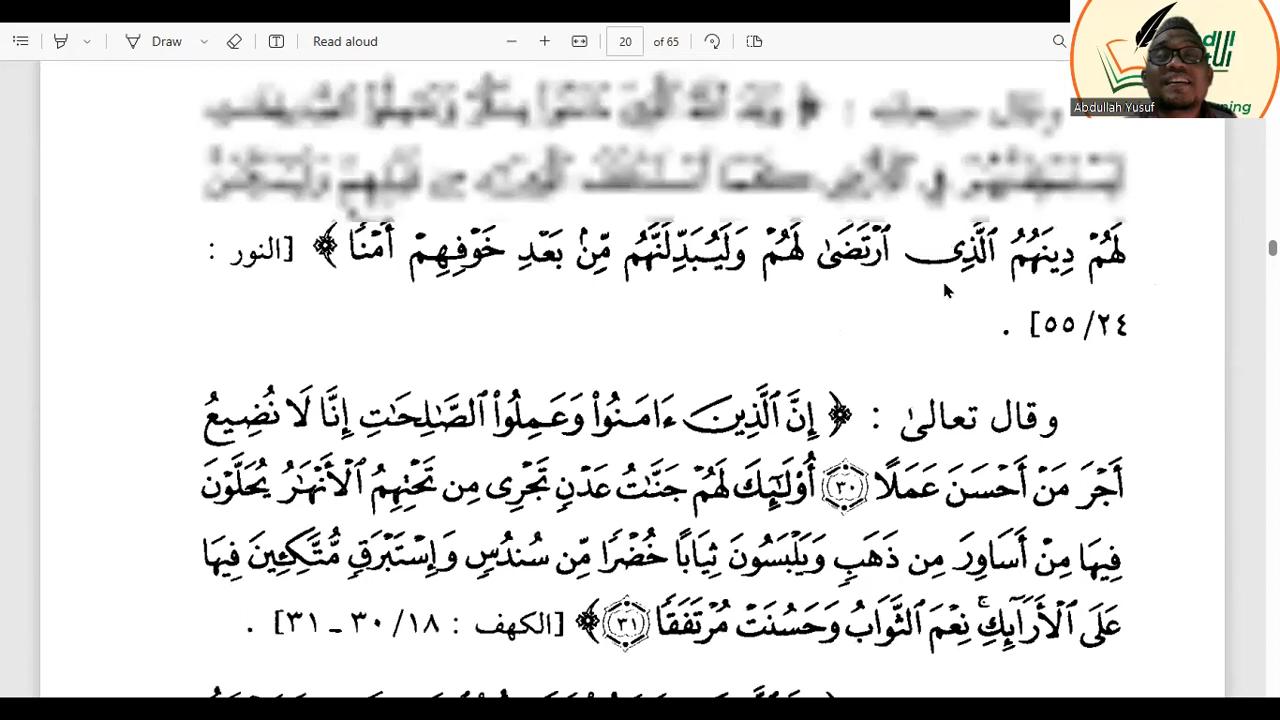 Draw
Read aloud
20 of 65
Abdullah Yusuf
لَهُمْ دِينَهُمُ ٱلَّذِى ٱرْتَضَىٰ لَهُمْ وَلَيُبَدِّلَنَّهُم مِّنۢ بَعْدِ خَوْفِهِمْ أَمْنًا ﴾ [النور :
٢٤/ ٥٥] .
وقال تعالىٰ : ﴿ إِنَّ ٱلَّذِينَ ءَامَنُوا۟ وَعَمِلُوا۟ ٱلصَّـٰلِحَـٰتِ إِنَّا لَا نُضِيعُ
أَجْرَ مَنْ أَحْسَنَ عَمَلًا ٣٠ أُو۟لَـٰٓئِكَ لَهُمْ جَنَّـٰتُ عَدْنٍ تَجْرِى مِن تَحْتِهِمُ ٱلْأَنْهَـٰرُ يُحَلَّوْنَ
فِيهَا مِنْ أَسَاوِرَ مِن ذَهَبٍ وَيَلْبَسُونَ ثِيَابًا خُضْرًا مِّن سُندُسٍ وَإِسْتَبْرَقٍ مُّتَّكِـِٔينَ فِيهَا
عَلَى ٱلْأَرَآئِكِ ۚ نِعْمَ ٱلثَّوَابُ وَحَسُنَتْ مُرْتَفَقًا ٣١ ﴾ [الكهف : ١٨/ ٣٠ ـ ٣١] .